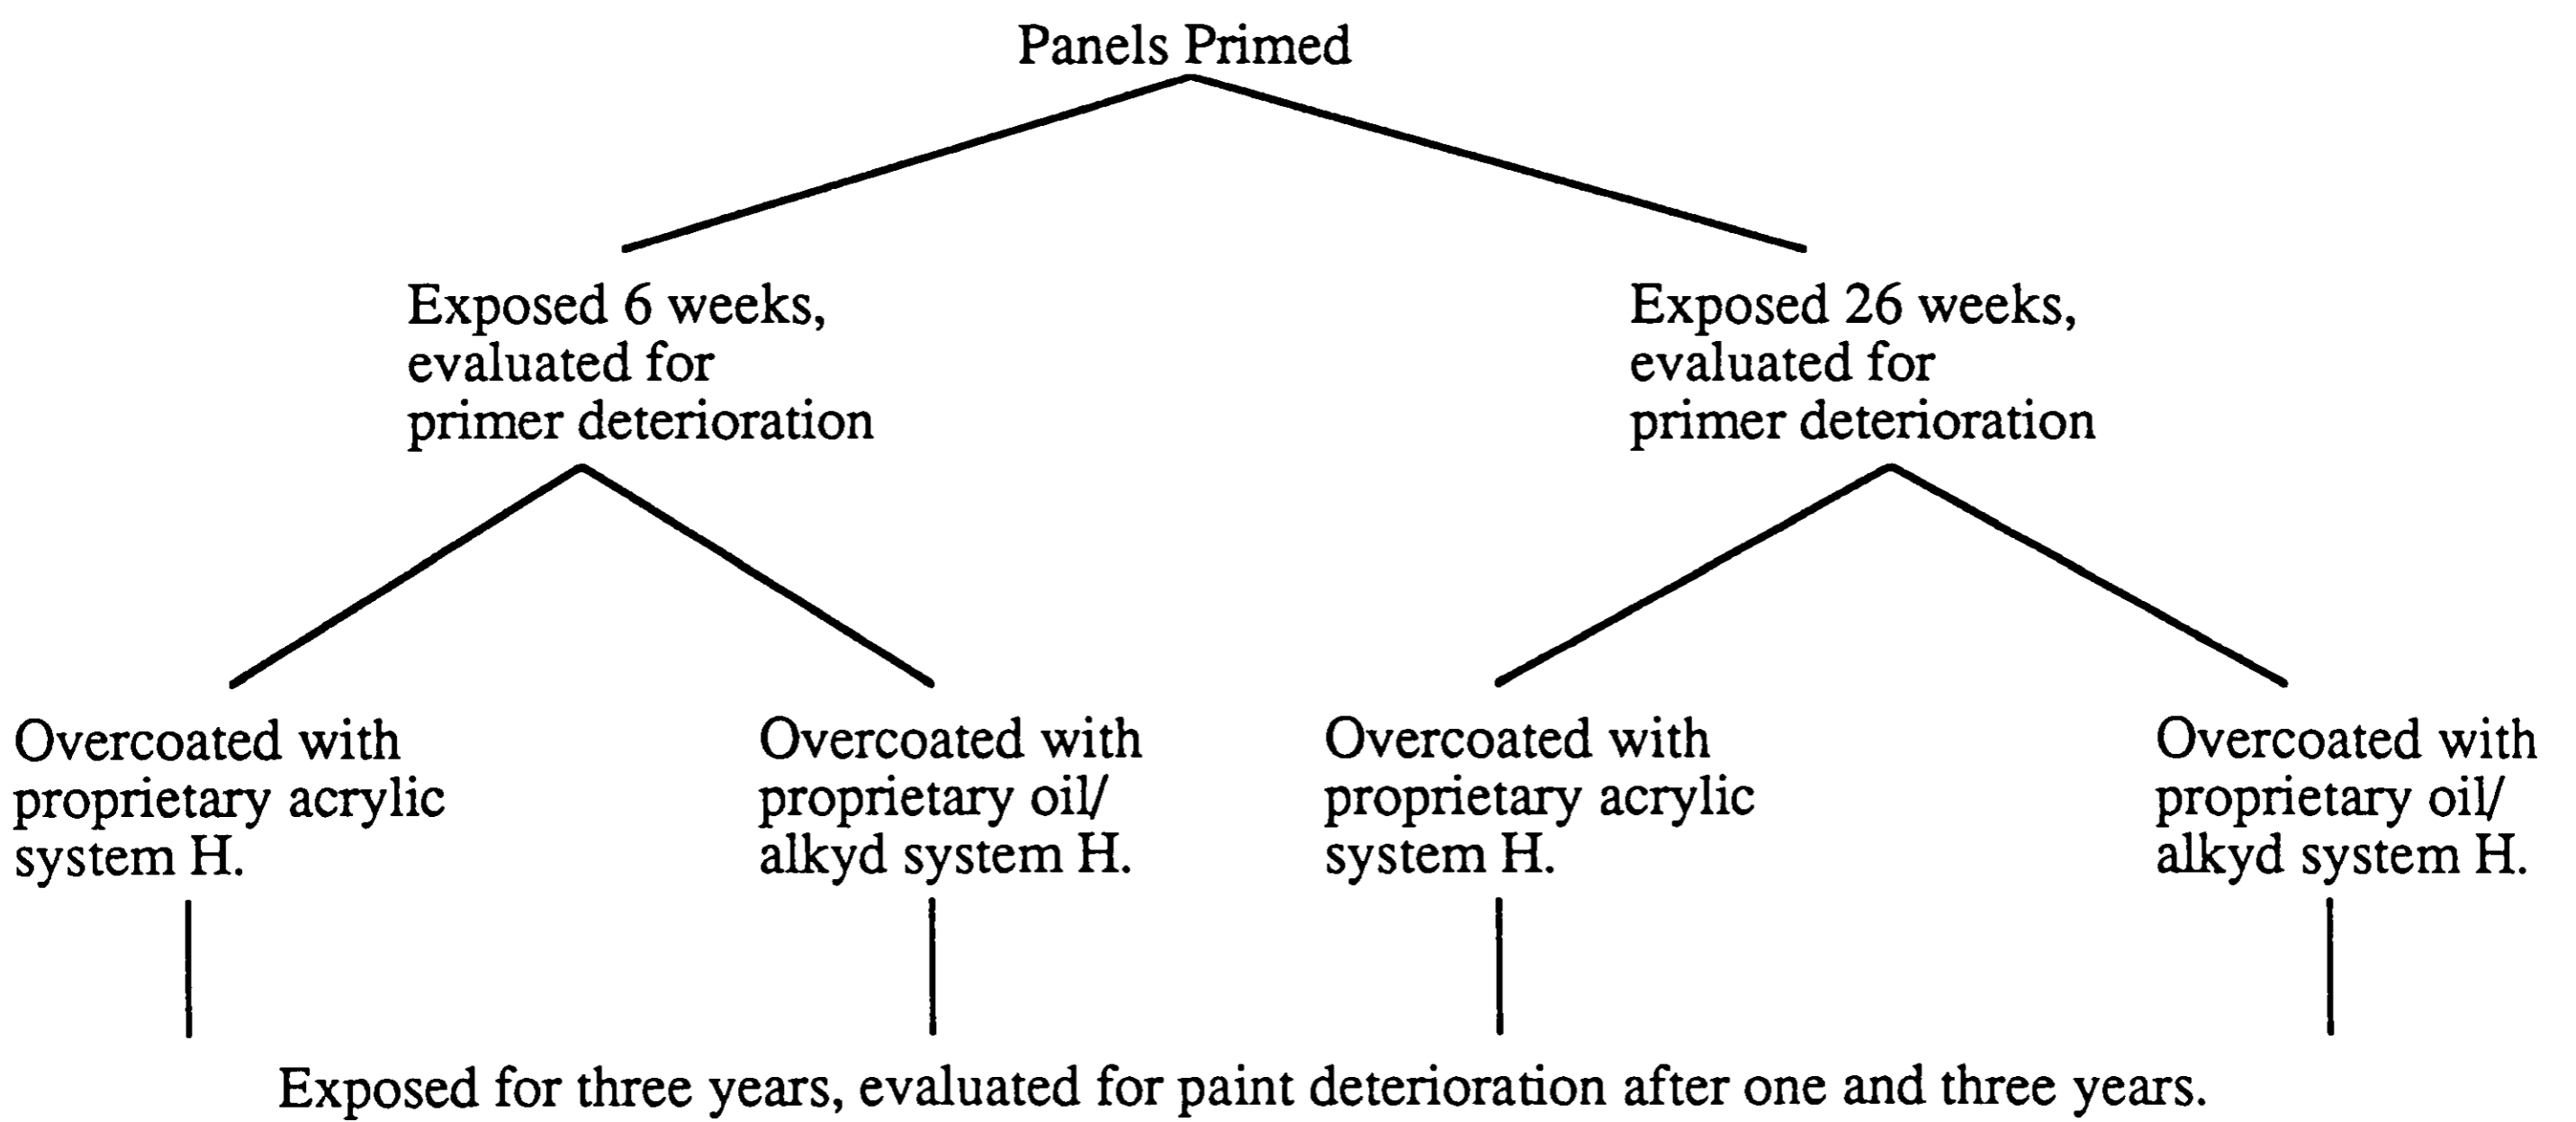 Panels Primed
Exposed 6 weeks,
evaluated for
primer deterioration
Exposed 26 weeks,
evaluated for
primer deterioration
Overcoated with
proprietary acrylic
system H.
Overcoated with
proprietary oil/
alkyd system H.
Overcoated with
proprietary acrylic
system H.
Overcoated with
proprietary oil/
alkyd system H.
Exposed for three years, evaluated for paint deterioration after one and three years.